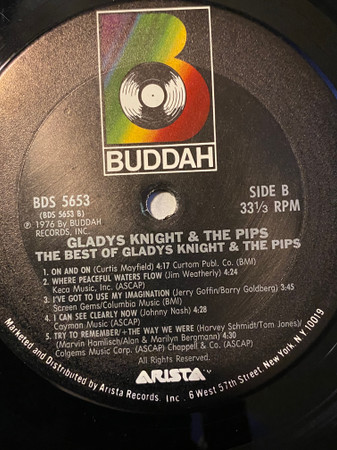 BUDDAH
BDS 5653
(BDS 5653 B)
℗ 1976 By BUDDAH
RECORDS, INC.
SIDE B
33⅓ RPM
GLADYS KNIGHT & THE PIPS
THE BEST OF GLADYS KNIGHT & THE PIPS
1. ON AND ON (Curtis Mayfield) 4:17 Curtom Publ. Co. (BMI)
2. WHERE PEACEFUL WATERS FLOW (Jim Weatherly) 4:24
Keca Music, Inc. (ASCAP)
3. I'VE GOT TO USE MY IMAGINATION (Jerry Goffin/Barry Goldberg) 3:45
Screen Gems/Columbia Music (BMI)
4. I CAN SEE CLEARLY NOW (Johnny Nash) 4:28
Cayman Music (ASCAP)
5. TRY TO REMEMBER/+THE WAY WE WERE (Harvey Schmidt/Tom Jones)/
(Marvin Hamlisch/Alan & Marilyn Bergmann) 4:30
Colgems Music Corp. (ASCAP) Chappell & Co. (ASCAP)
All Rights Reserved.
ARISTA
Marketed and Distributed by Arista Records. Inc. 6 West 57th Street, New York, N.Y. 10019